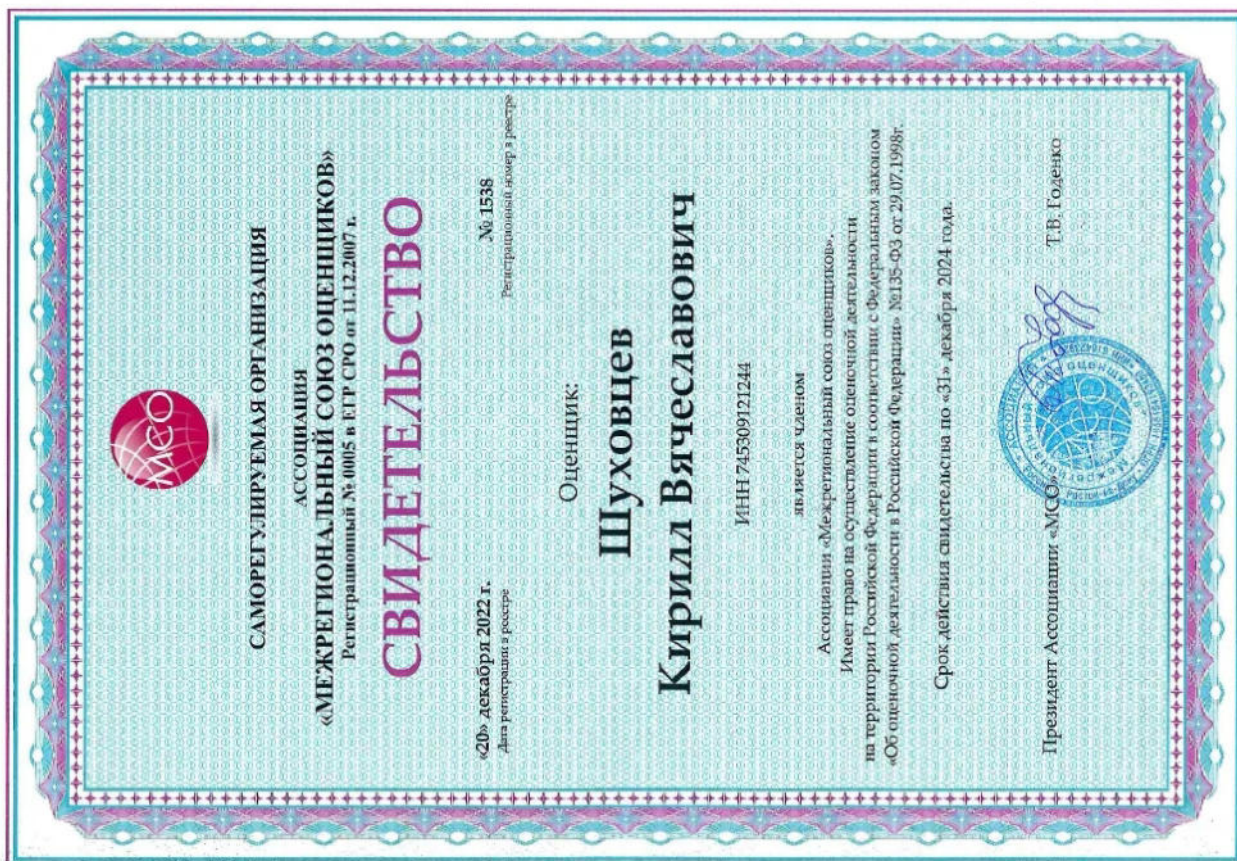 МСО
САМОРЕГУЛИРУЕМАЯ ОРГАНИЗАЦИЯ
АССОЦИАЦИЯ
«МЕЖРЕГИОНАЛЬНЫЙ СОЮЗ ОЦЕНЩИКОВ»
Регистрационный № 0005 в ЕГР СРО от 11.12.2007 г.
СВИДЕТЕЛЬСТВО
«20» декабря 2022 г. № 1538
Дата регистрации в реестре Регистрационный номер в реестре
Оценщик:
Шуховцев
Кирилл Вячеславович
ИНН 745309121244
является членом
Ассоциации «Межрегиональный союз оценщиков».
Имеет право на осуществление оценочной деятельности
на территории Российской Федерации в соответствии с Федеральным законом
«Об оценочной деятельности в Российской Федерации» №135-ФЗ от 29.07.1998г.
Срок действия свидетельства по «31» декабря 2024 года.
Президент Ассоциации «МСО» Т.В. Годенко